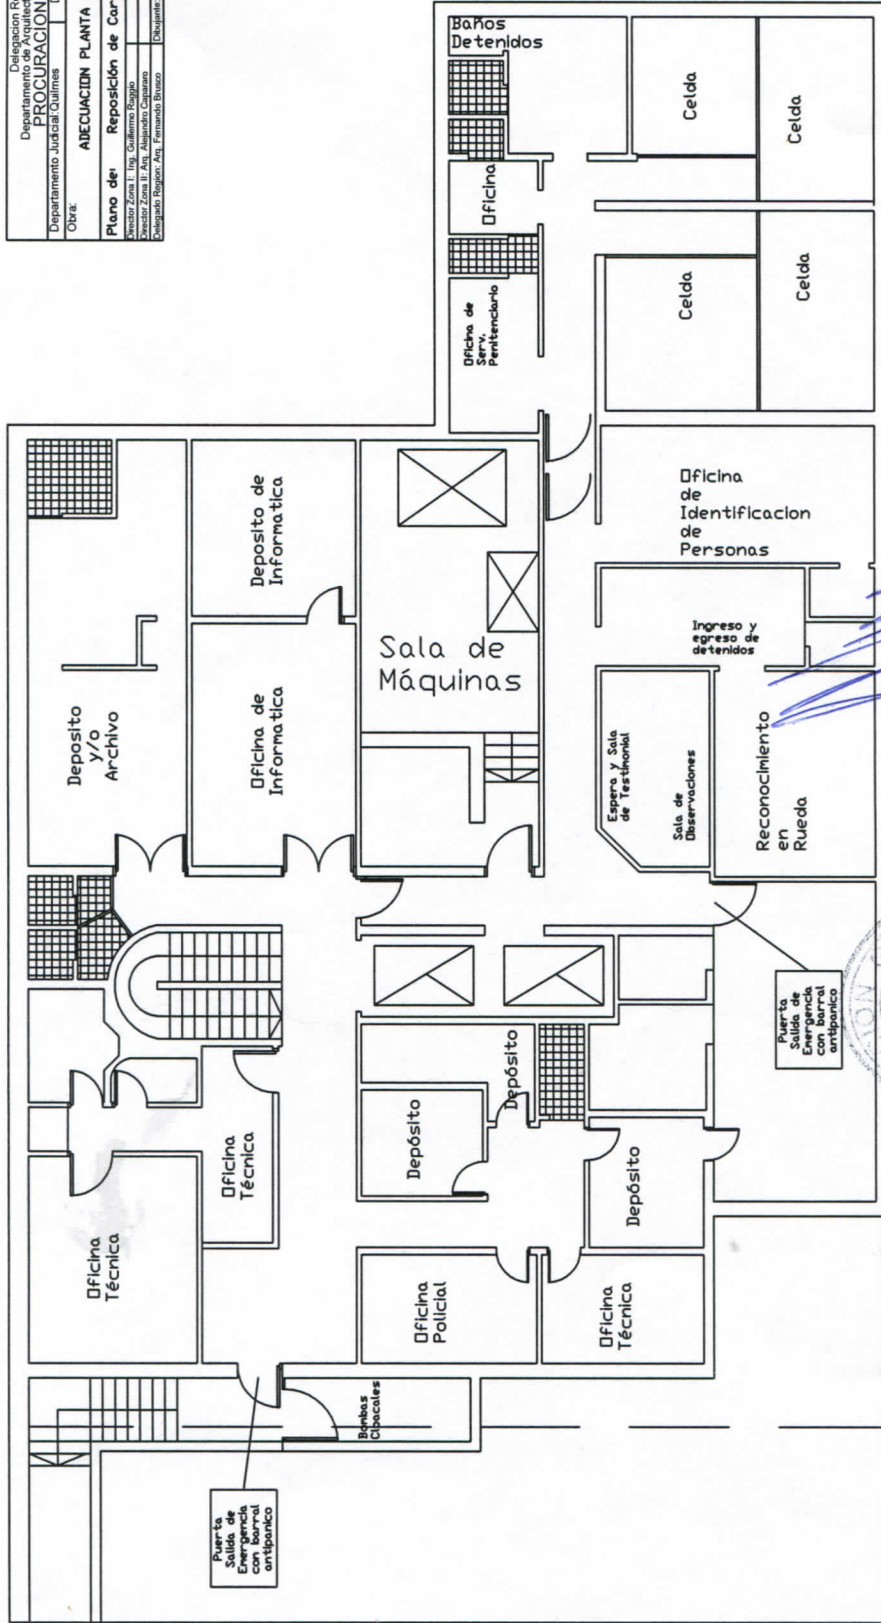 Departamento de Arquitec
PROCURACION
Departamento Judicial:Quilmes
Obra:
ADECUACION PLANTA
Plano de: Reposición de Car
Director Zona I: Ing. Guillermo Raggio
Director Zona II: Arq. Alejandro Capararo
Delegado Region: Arq. Fernando Brusco
Dibujante:
Baños
Detenidos
Celda
Celda
Oficina
Oficina de
Serv.
Penitenciario
Celda
Celda
Deposito de
Informatica
Oficina
de
Identificacion
de
Personas
Sala de
Máquinas
Ingreso y
egreso de
detenidos
Deposito
y/o
Archivo
Oficina de
Informatica
Espera y Sala
de Testimonial
Sala de
Observaciones
Reconocimiento
en
Rueda
Puerta
Salida de
Emergencia
con barral
antipanico
Depósito
Depósito
Oficina
Técnica
Depósito
Oficina
Técnica
Oficina
Policial
Oficina
Técnica
Bombas
Cloacales
Puerta
Salida de
Emergencia
con barral
antipanico